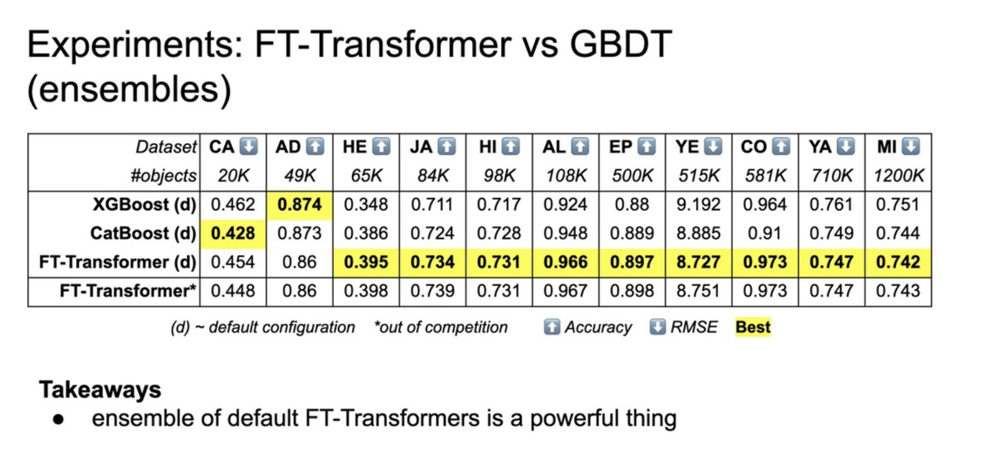 Experiments: FT-Transformer vs GBDT
(ensembles)
Dataset CA ⬇ AD ⬆ HE ⬆ JA ⬆ HI ⬆ AL ⬆ EP ⬆ YE ⬇ CO ⬆ YA ⬇ MI ⬇
#objects 20K 49K 65K 84K 98K 108K 500K 515K 581K 710K 1200K
XGBoost (d) 0.462 0.874 0.348 0.711 0.717 0.924 0.88 9.192 0.964 0.761 0.751
CatBoost (d) 0.428 0.873 0.386 0.724 0.728 0.948 0.889 8.885 0.91 0.749 0.744
FT-Transformer (d) 0.454 0.86 0.395 0.734 0.731 0.966 0.897 8.727 0.973 0.747 0.742
FT-Transformer* 0.448 0.86 0.398 0.739 0.731 0.967 0.898 8.751 0.973 0.747 0.743
(d) ~ default configuration *out of competition ⬆ Accuracy ⬇ RMSE Best
Takeaways
● ensemble of default FT-Transformers is a powerful thing